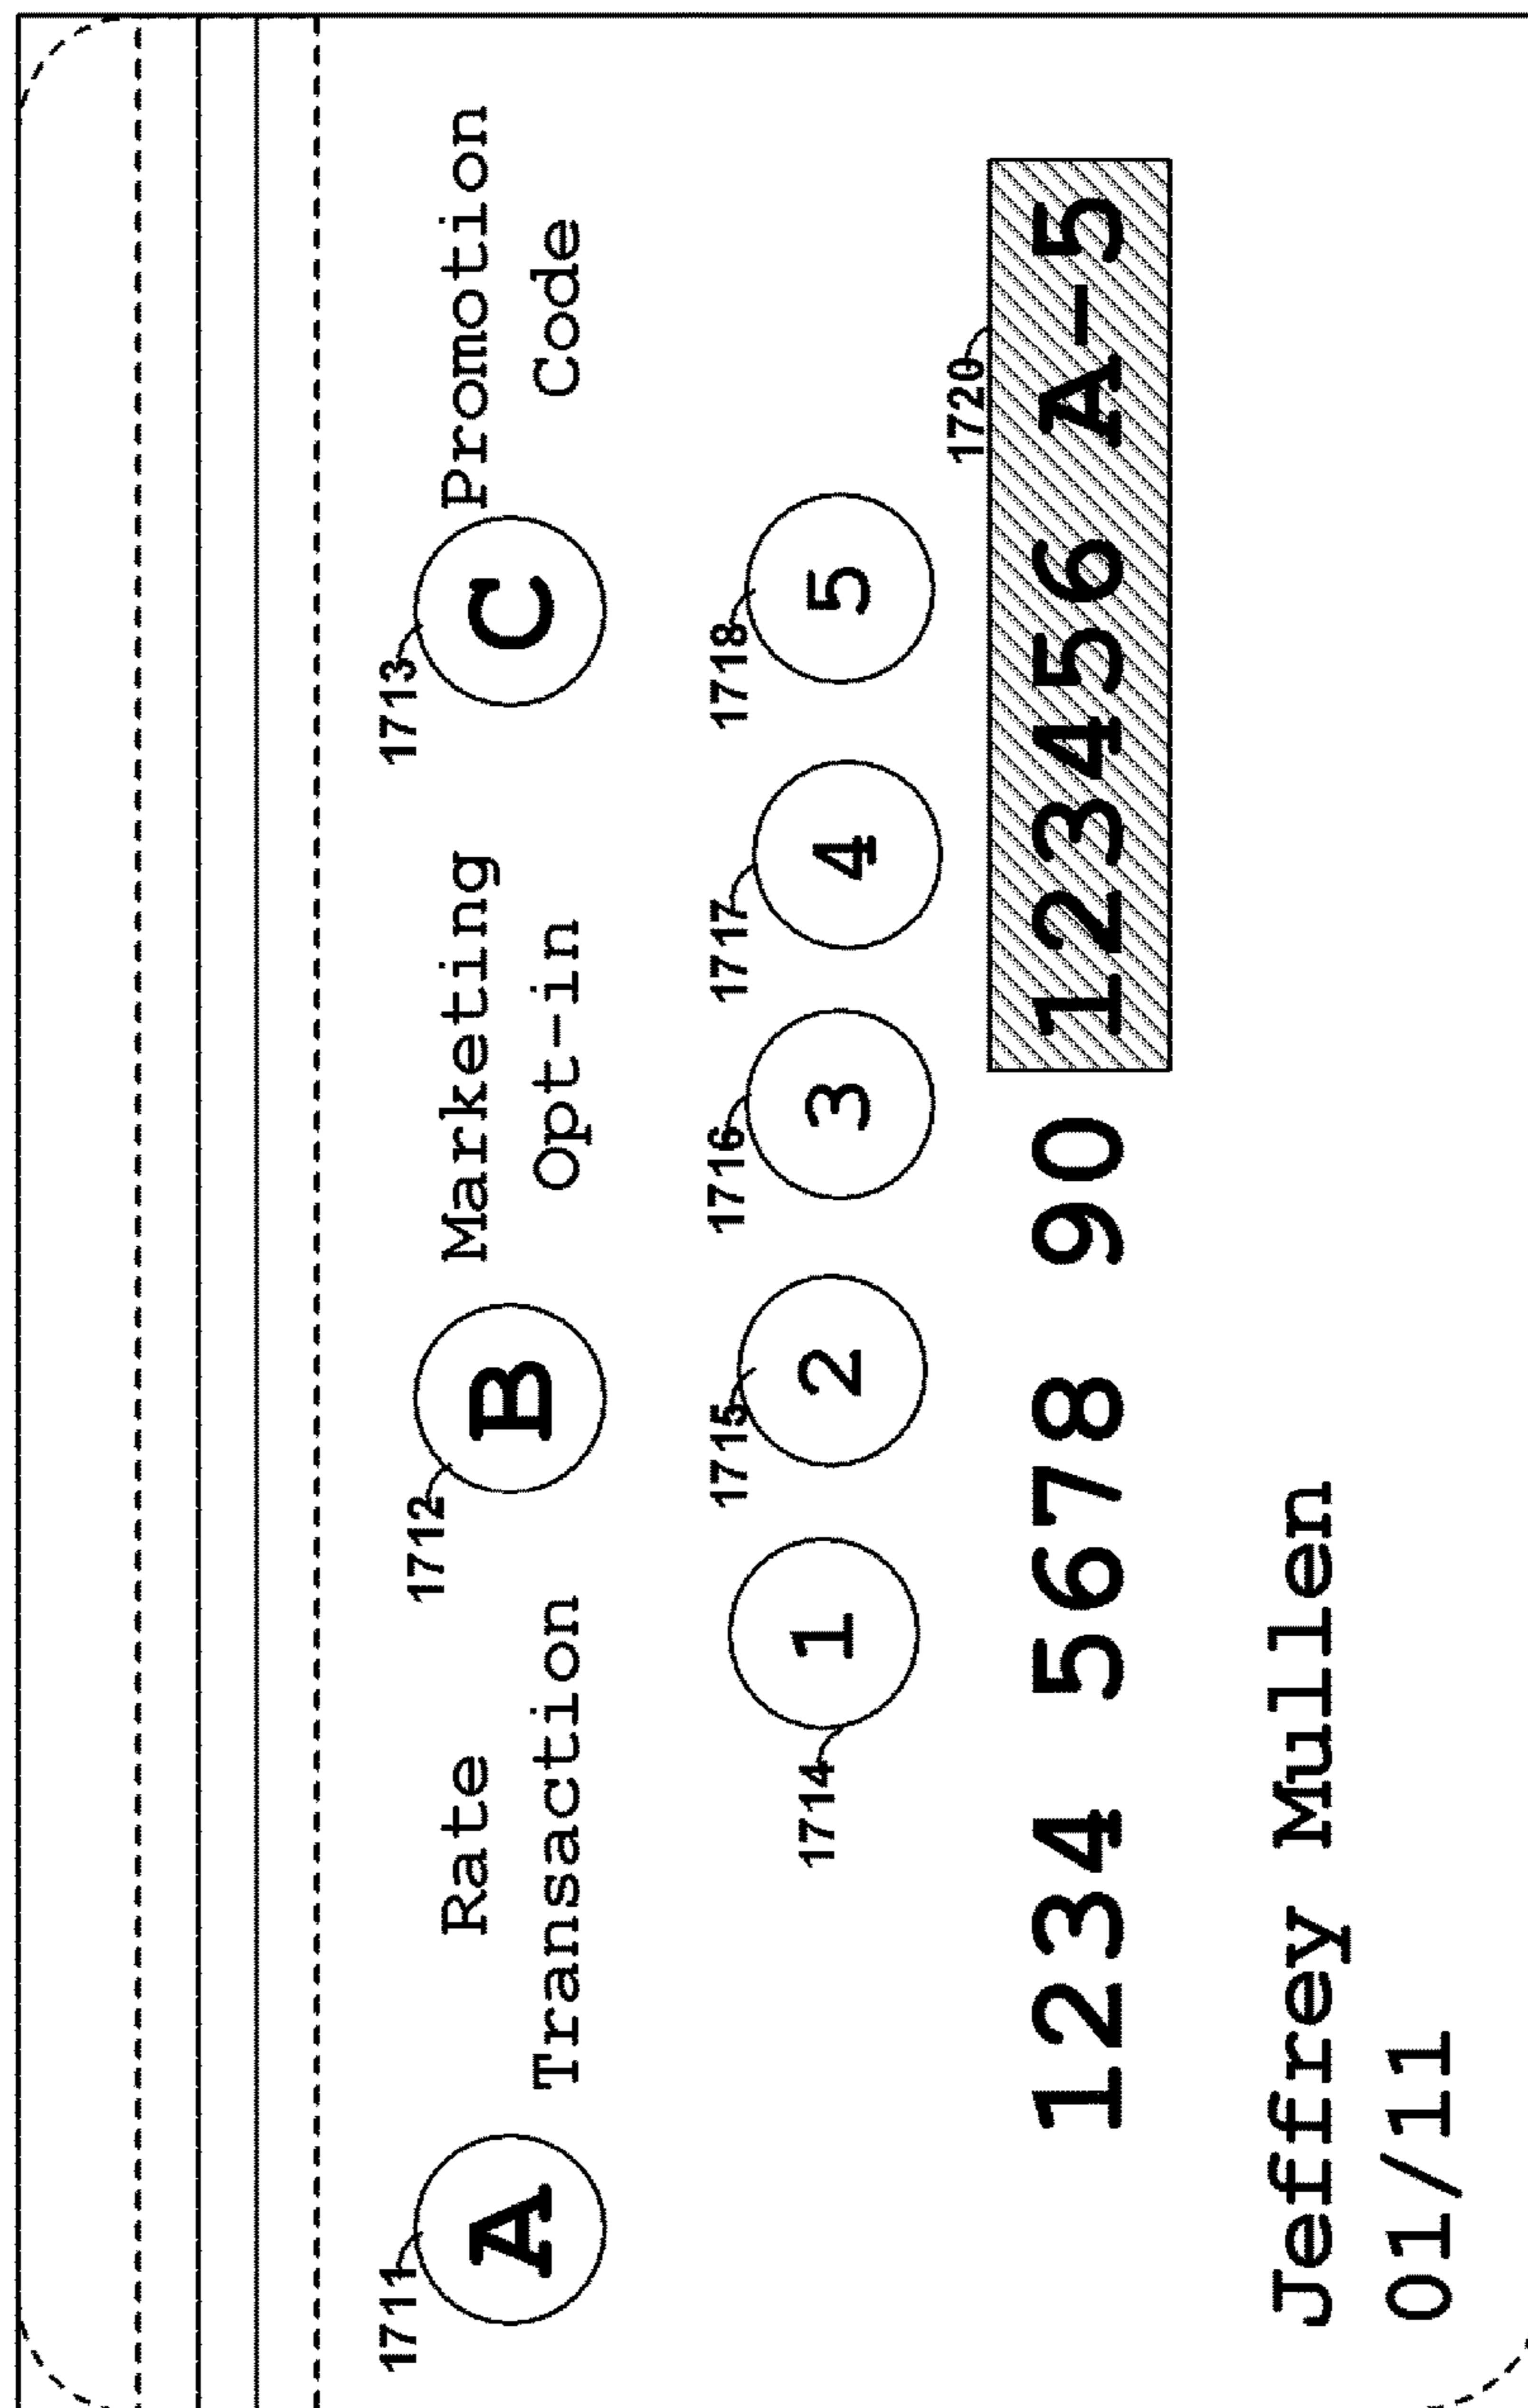 1711 1712 1713
A Rate B Marketing C Promotion
Transaction Opt-in Code
1714 1715 1716 1717 1718
1 2 3 4 5
1720
1234 5678 90 123456 A-5
Jeffrey Mullen
01/11